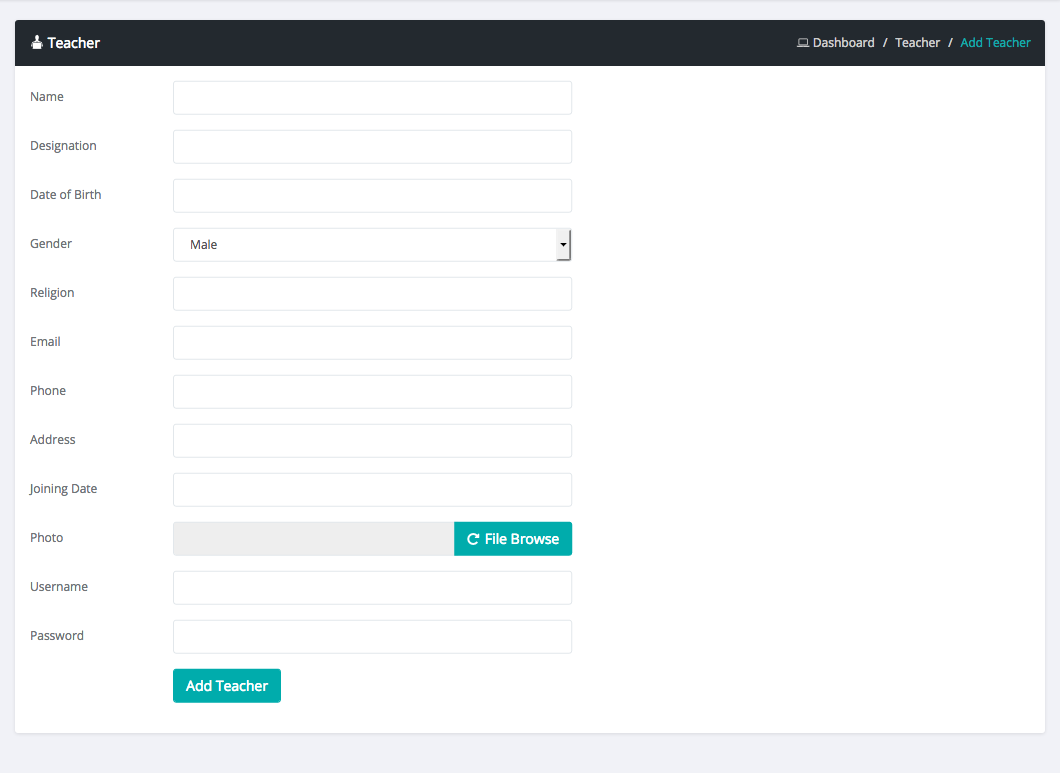 Teacher
Dashboard / Teacher / Add Teacher
Name
Designation
Date of Birth
Gender
Male
Religion
Email
Phone
Address
Joining Date
Photo
File Browse
Username
Password
Add Teacher